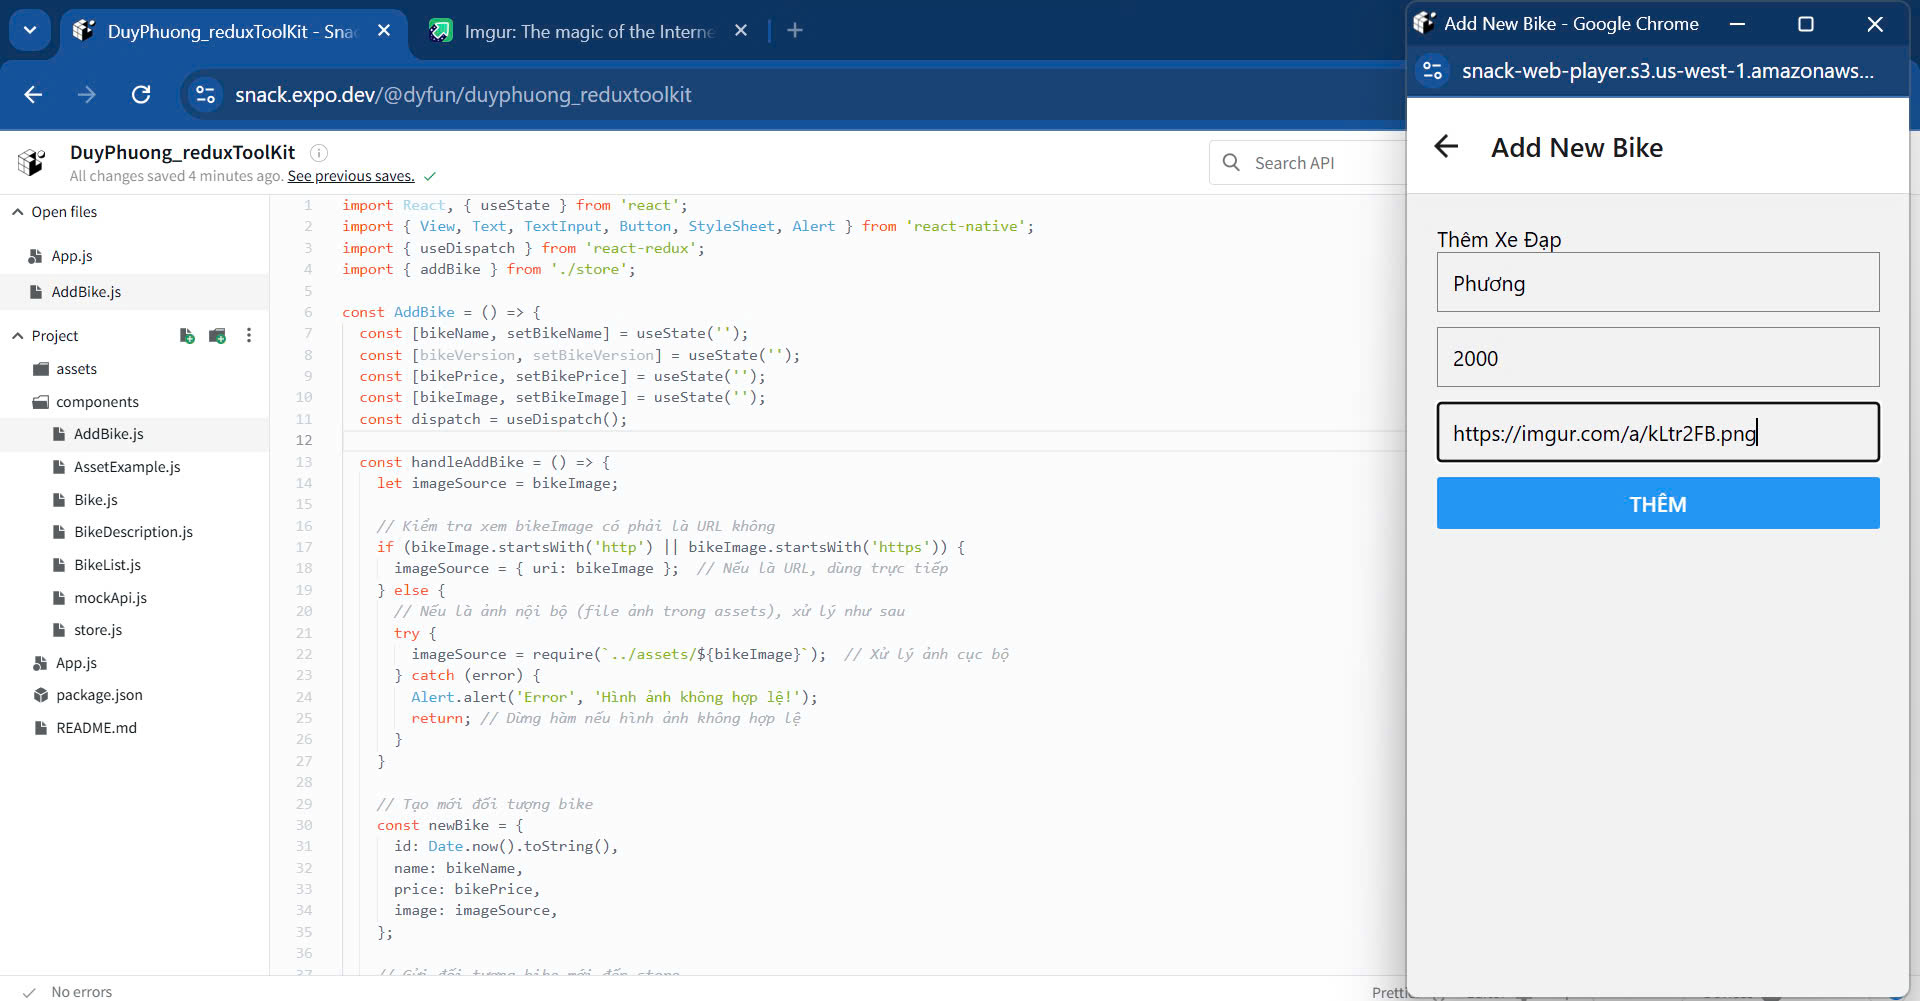 DuyPhuong_reduxToolKit - Sna
Imgur: The magic of the Interne
Add New Bike - Google Chrome
snack.expo.dev/@dyfun/duyphuong_reduxtoolkit
snack-web-player.s3.us-west-1.amazonaws...
DuyPhuong_reduxToolKit
All changes saved 4 minutes ago. See previous saves.
Search API
Open files
App.js
AddBike.js
Project
assets
components
AddBike.js
AssetExample.js
Bike.js
BikeDescription.js
BikeList.js
mockApi.js
store.js
App.js
package.json
README.md
1 import React, { useState } from 'react';
2 import { View, Text, TextInput, Button, StyleSheet, Alert } from 'react-native';
3 import { useDispatch } from 'react-redux';
4 import { addBike } from './store';
5
6 const AddBike = () => {
7 const [bikeName, setBikeName] = useState('');
8 const [bikeVersion, setBikeVersion] = useState('');
9 const [bikePrice, setBikePrice] = useState('');
10 const [bikeImage, setBikeImage] = useState('');
11 const dispatch = useDispatch();
12
13 const handleAddBike = () => {
14 let imageSource = bikeImage;
15
16 // Kiểm tra xem bikeImage có phải là URL không
17 if (bikeImage.startsWith('http') || bikeImage.startsWith('https')) {
18 imageSource = { uri: bikeImage }; // Nếu là URL, dùng trực tiếp
19 } else {
20 // Nếu là ảnh nội bộ (file ảnh trong assets), xử lý như sau
21 try {
22 imageSource = require(`../assets/${bikeImage}`); // Xử lý ảnh cục bộ
23 } catch (error) {
24 Alert.alert('Error', 'Hình ảnh không hợp lệ!');
25 return; // Dừng hàm nếu hình ảnh không hợp lệ
26 }
27 }
28
29 // Tạo mới đối tượng bike
30 const newBike = {
31 id: Date.now().toString(),
32 name: bikeName,
33 price: bikePrice,
34 image: imageSource,
35 };
36
37 // Gửi đối tượng bike mới đến store
No errors
Pretti
Add New Bike
Thêm Xe Đạp
Phương
2000
https://imgur.com/a/kLtr2FB.png
THÊM